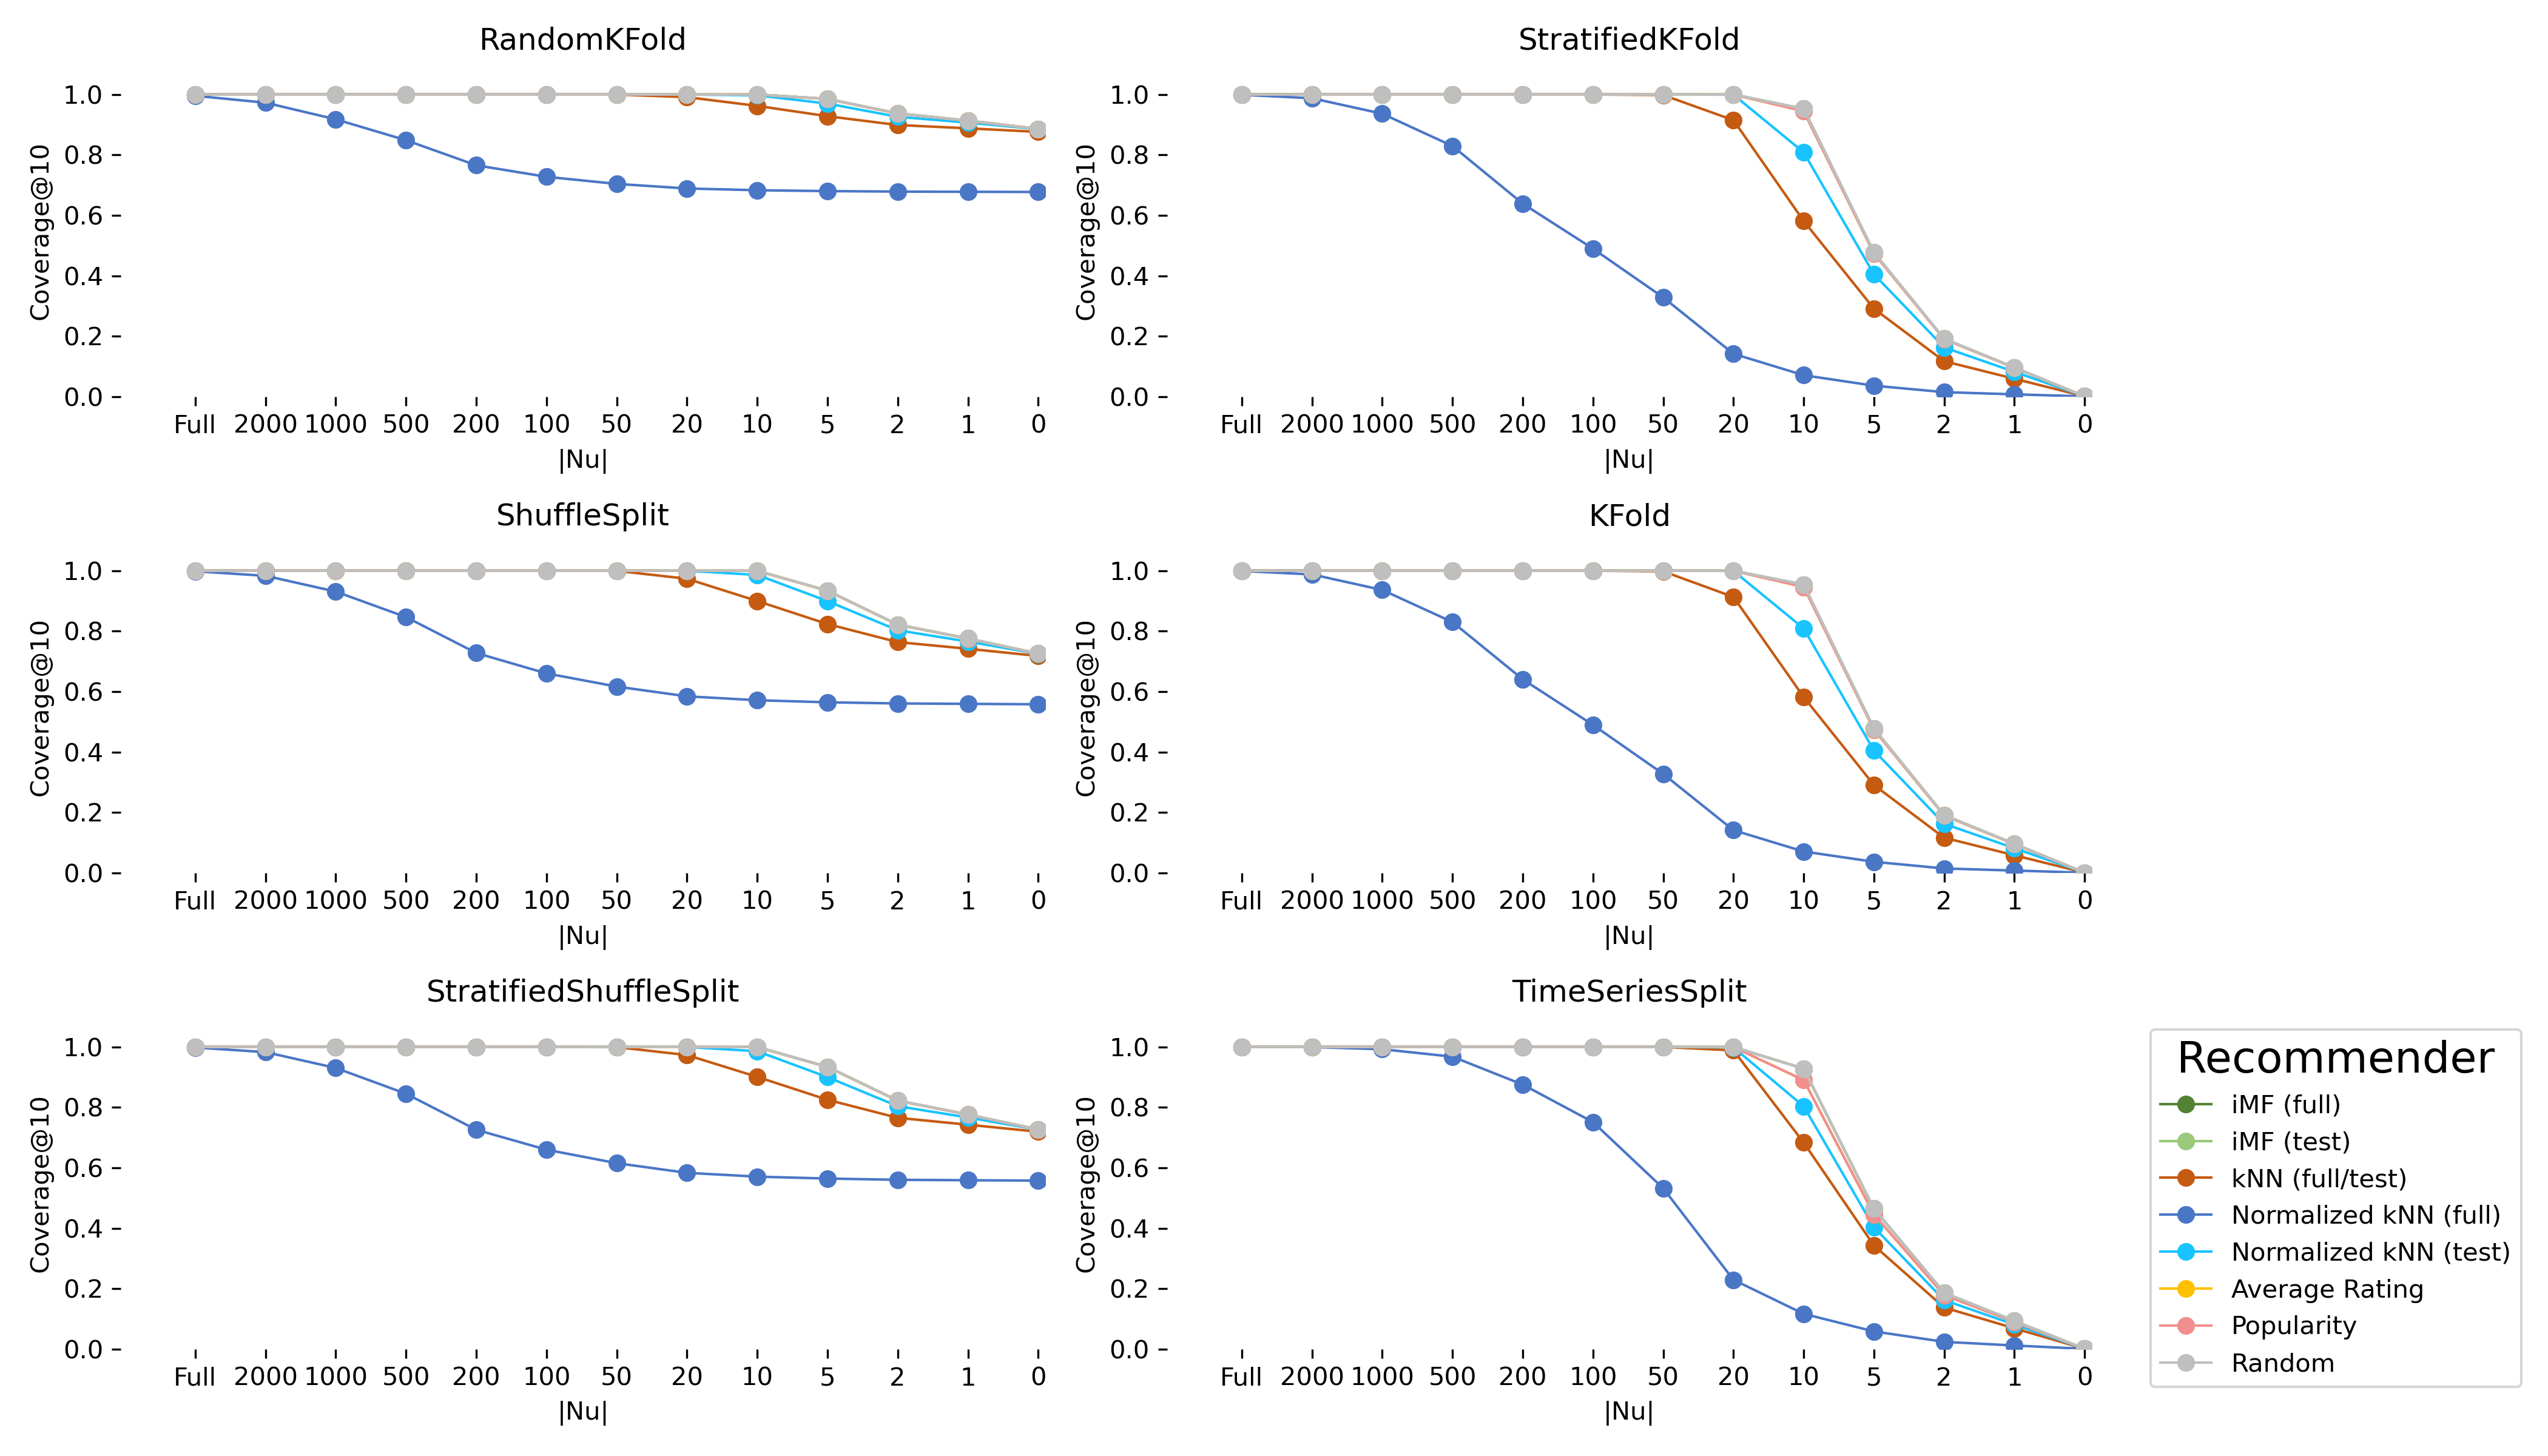 RandomKFold
Coverage@10
1.0
0.8
0.6
0.4
0.2
0.0
Full 2000 1000 500 200 100 50 20 10 5 2 1 0
|Nu|
StratifiedKFold
Coverage@10
1.0
0.8
0.6
0.4
0.2
0.0
Full 2000 1000 500 200 100 50 20 10 5 2 1 0
|Nu|
ShuffleSplit
Coverage@10
1.0
0.8
0.6
0.4
0.2
0.0
Full 2000 1000 500 200 100 50 20 10 5 2 1 0
|Nu|
KFold
Coverage@10
1.0
0.8
0.6
0.4
0.2
0.0
Full 2000 1000 500 200 100 50 20 10 5 2 1 0
|Nu|
StratifiedShuffleSplit
Coverage@10
1.0
0.8
0.6
0.4
0.2
0.0
Full 2000 1000 500 200 100 50 20 10 5 2 1 0
|Nu|
TimeSeriesSplit
Coverage@10
1.0
0.8
0.6
0.4
0.2
0.0
Full 2000 1000 500 200 100 50 20 10 5 2 1 0
|Nu|
Recommender
iMF (full)
iMF (test)
kNN (full/test)
Normalized kNN (full)
Normalized kNN (test)
Average Rating
Popularity
Random